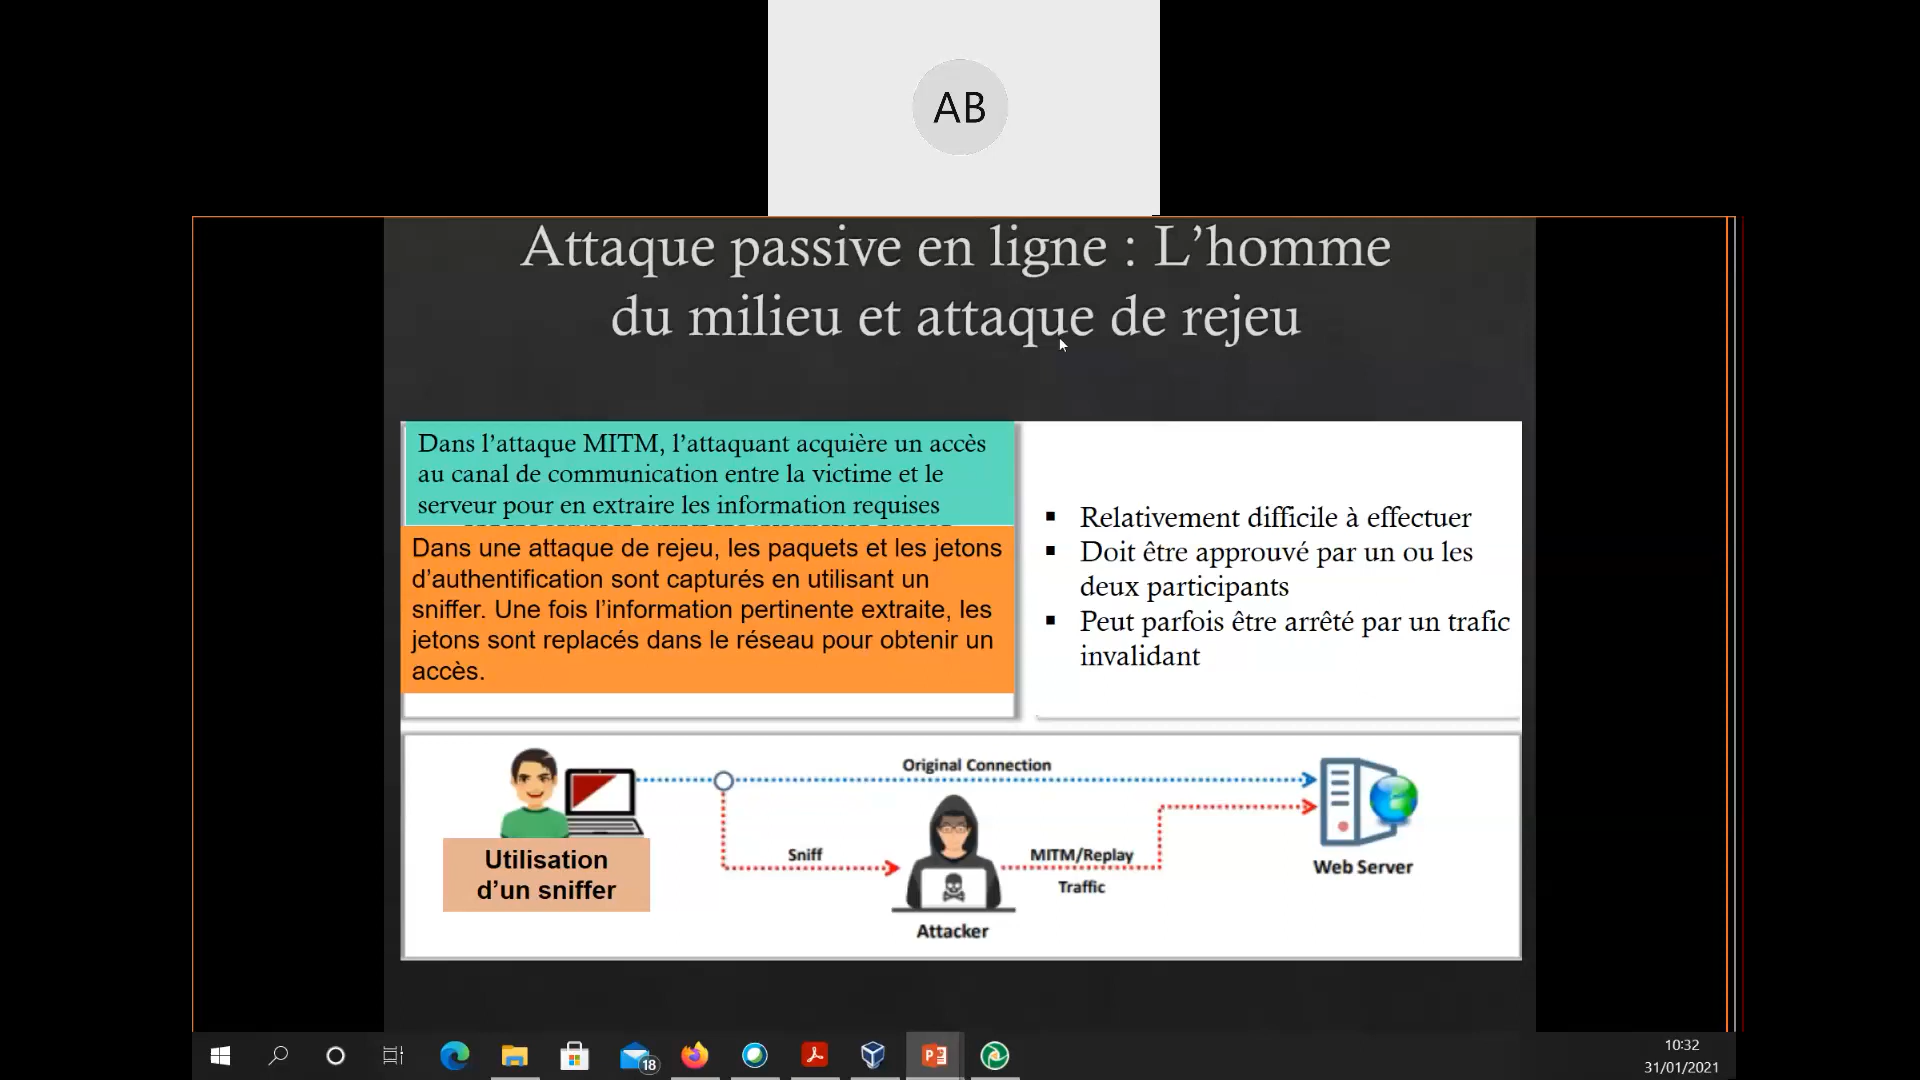 AB
Attaque passive en ligne : L’homme
du milieu et attaque de rejeu
Dans l’attaque MITM, l’attaquant acquière un accès
au canal de communication entre la victime et le
serveur pour en extraire les information requises
Dans une attaque de rejeu, les paquets et les jetons
d’authentification sont capturés en utilisant un
sniffer. Une fois l’information pertinente extraite, les
jetons sont replacés dans le réseau pour obtenir un
accès.
▪ Relativement difficile à effectuer
▪ Doit être approuvé par un ou les
deux participants
▪ Peut parfois être arrêté par un trafic
invalidant
Original Connection
Sniff
MITM/Replay
Traffic
Utilisation
d’un sniffer
Attacker
Web Server
18
10:32
31/01/2021